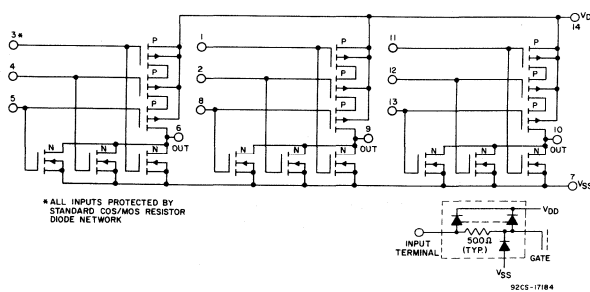 3*
4
5
P
P
P
N
N
N
6
OUT
1
2
8
P
P
P
N
N
N
9
OUT
11
12
13
P
P
P
N
N
N
10
OUT
VDD
14
7
VSS
* ALL INPUTS PROTECTED BY
STANDARD COS/MOS RESISTOR
DIODE NETWORK
VDD
INPUT
TERMINAL
500Ω
(TYP.)
GATE
VSS
92CS-17184